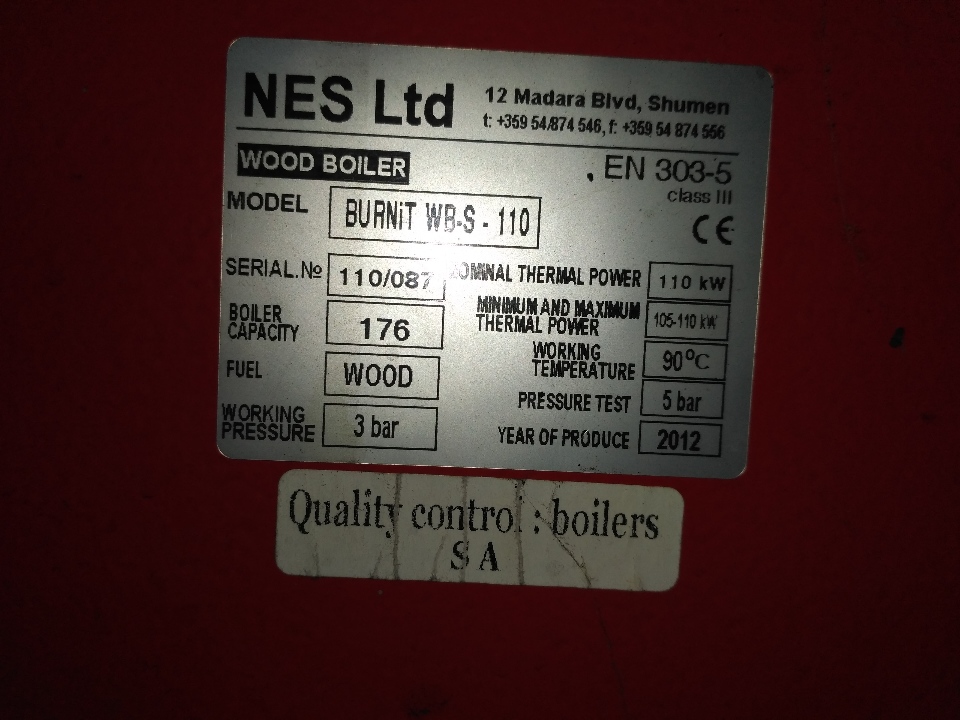 NES Ltd
12 Madara Blvd, Shumen
t: +359 54/874 546, f: +359 54 874 556
WOOD BOILER
EN 303-5
class III
MODEL BURNiT WB-S - 110
CE
SERIAL.№ 110/087
NOMINAL THERMAL POWER 110 kW
BOILER
CAPACITY 176
MINIMUM AND MAXIMUM
THERMAL POWER 105-110 kW
FUEL WOOD
WORKING
TEMPERATURE 90°C
WORKING
PRESSURE 3 bar
PRESSURE TEST 5 bar
YEAR OF PRODUCE 2012
Quality control : boilers
S A